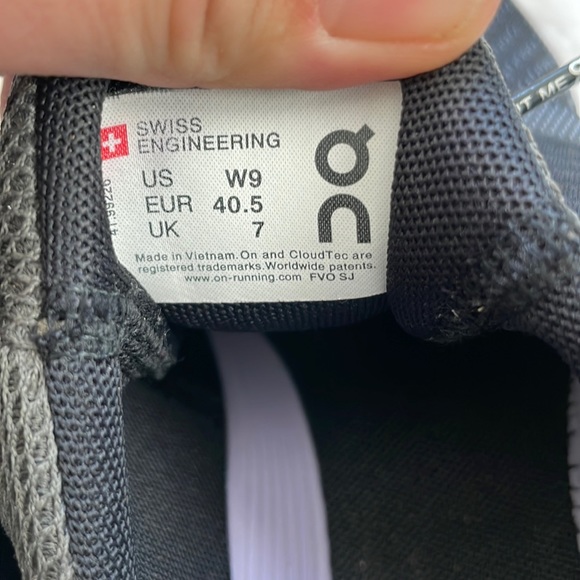 SWISS
ENGINEERING
US W9
EUR 40.5
UK 7
Made in Vietnam.On and CloudTec are
registered trademarks.Worldwide patents.
www.on-running.com FVO SJ